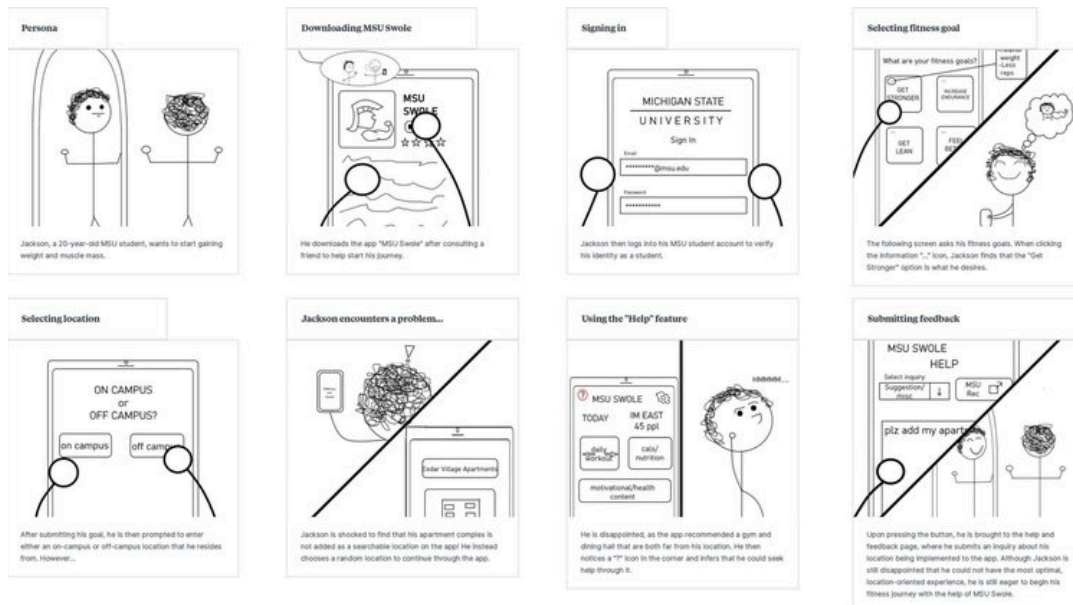 Persona
Jackson, a 20-year-old MSU student, wants to start gaining
weight and muscle mass.
Downloading MSU Swole
MSU
SWOLE
He downloads the app "MSU Swole" after consulting a
friend to help start his journey.
Signing in
MICHIGAN STATE
UNIVERSITY
Sign In
Email
*********@msu.edu
Password
************
Jackson then logs into his MSU student account to verify
his identity as a student.
Selecting fitness goal
What are your fitness goals?
weight
-Less
reps
GET
STRONGER
INCREASE
ENDURANCE
GET
LEAN
FEEL
The following screen asks his fitness goals. When clicking
the information "..." icon, Jackson finds that the "Get
Stronger" option is what he desires.
Selecting location
ON CAMPUS
or
OFF CAMPUS?
on campus
off campus
After submitting his goal, he is then prompted to enter
either an on-campus or off-campus location that he resides
from. However...
Jackson encounters a problem...
!
Cedar Village Apartments
Jackson is shocked to find that his apartment complex is
not added as a searchable location on the app! He instead
chooses a random location to continue through the app.
Using the "Help" feature
?
MSU SWOLE
TODAY
IM EAST
45 ppl
daily
workout
cals/
nutrition
motivational/health
content
HMMMM...
He is disappointed, as the app recommended a gym and
dining hall that are both far from his location. He then
notices a "?" icon in the corner and infers that he could seek
help through it.
Submitting feedback
MSU SWOLE
HELP
Select inquiry
Suggestion/
misc
MSU
Rec
plz add my apart
Upon pressing the button, he is brought to the help and
feedback page, where he submits an inquiry about his
location being implemented to the app. Although Jackson is
still disappointed that he could not have the most optimal,
location-oriented experience, he is still eager to begin his
fitness journey with the help of MSU Swole.